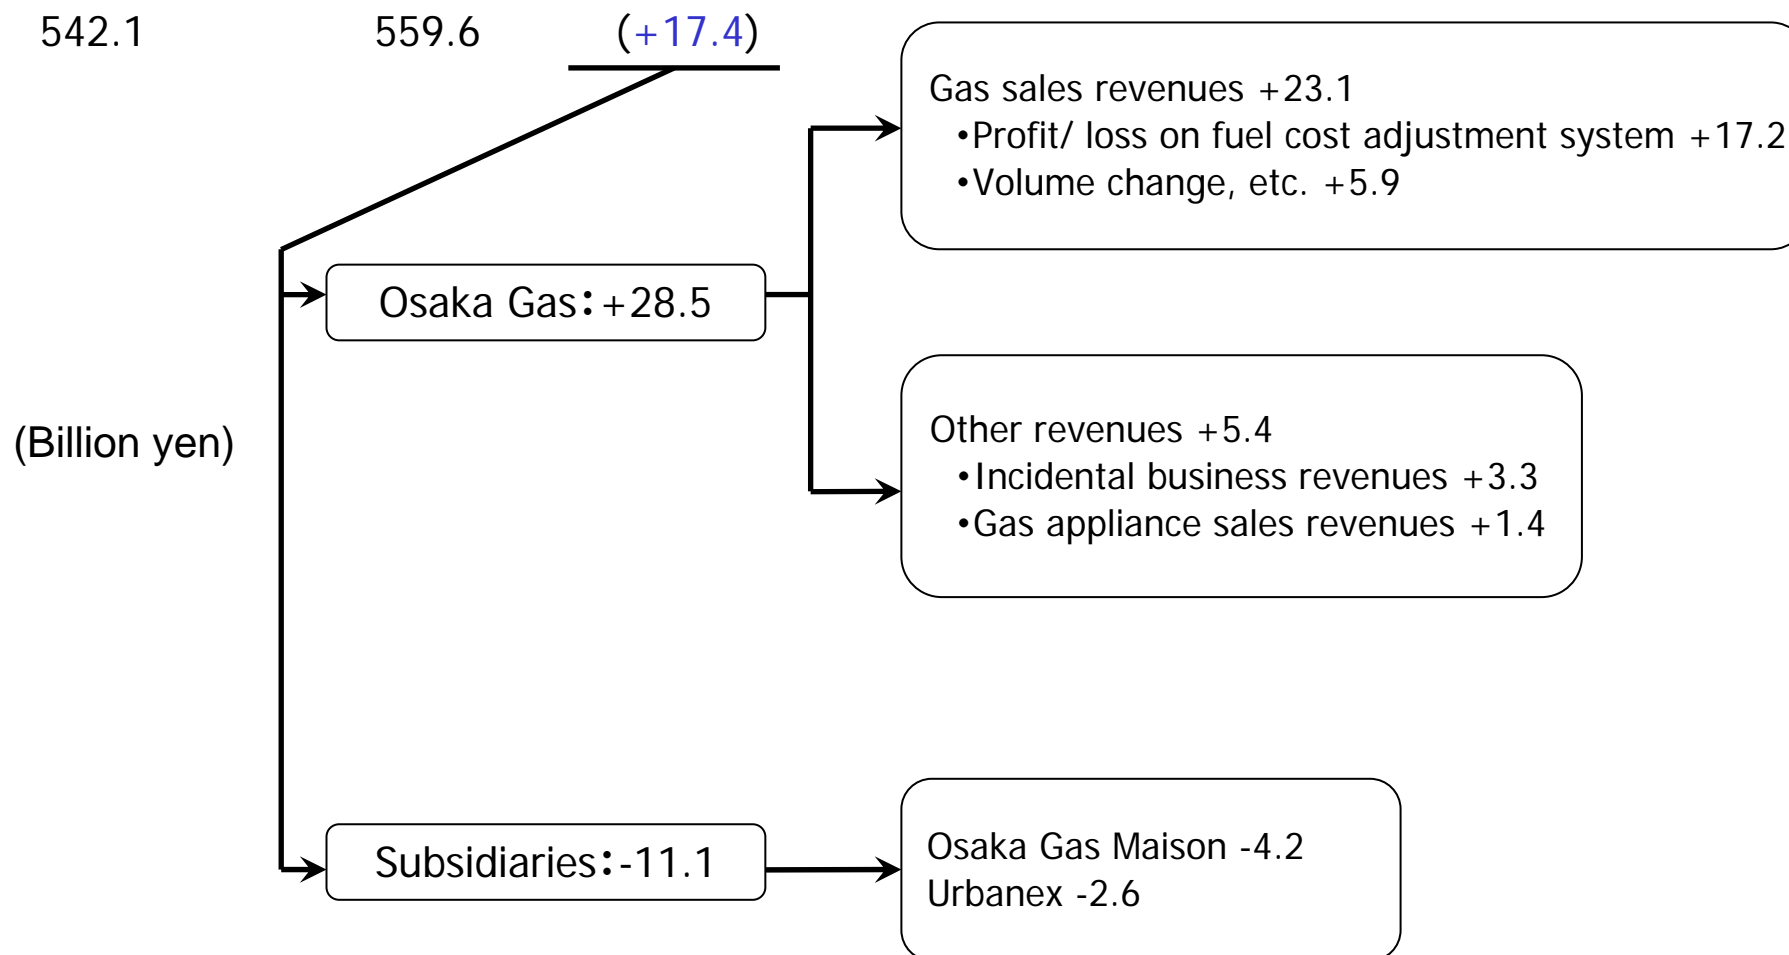 542.1 559.6 (+17.4)
Gas sales revenues +23.1
•Profit/ loss on fuel cost adjustment system +17.2
•Volume change, etc. +5.9
Osaka Gas:+28.5
(Billion yen)
Other revenues +5.4
•Incidental business revenues +3.3
•Gas appliance sales revenues +1.4
Subsidiaries:-11.1
Osaka Gas Maison -4.2
Urbanex -2.6